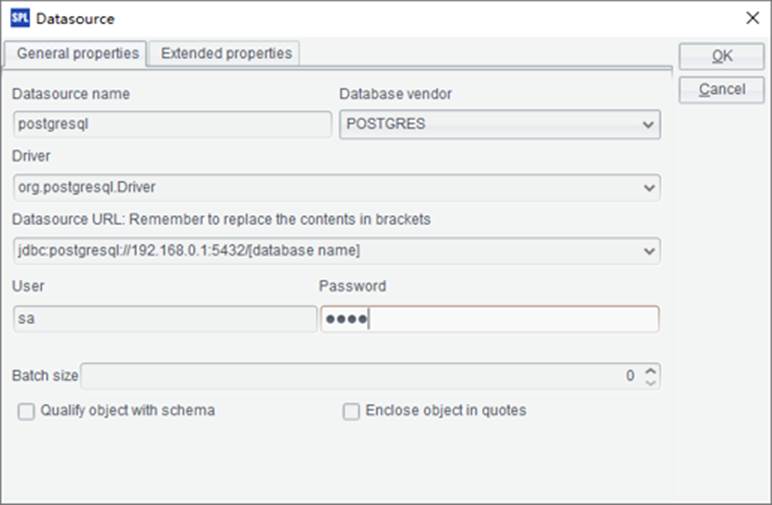 SPL Datasource
General properties Extended properties
OK
Cancel
Datasource name Database vendor
postgresql POSTGRES
Driver
org.postgresql.Driver
Datasource URL: Remember to replace the contents in brackets
jdbc:postgresql://192.168.0.1:5432/[database name]
User Password
sa ●●●●
Batch size 0
Qualify object with schema Enclose object in quotes